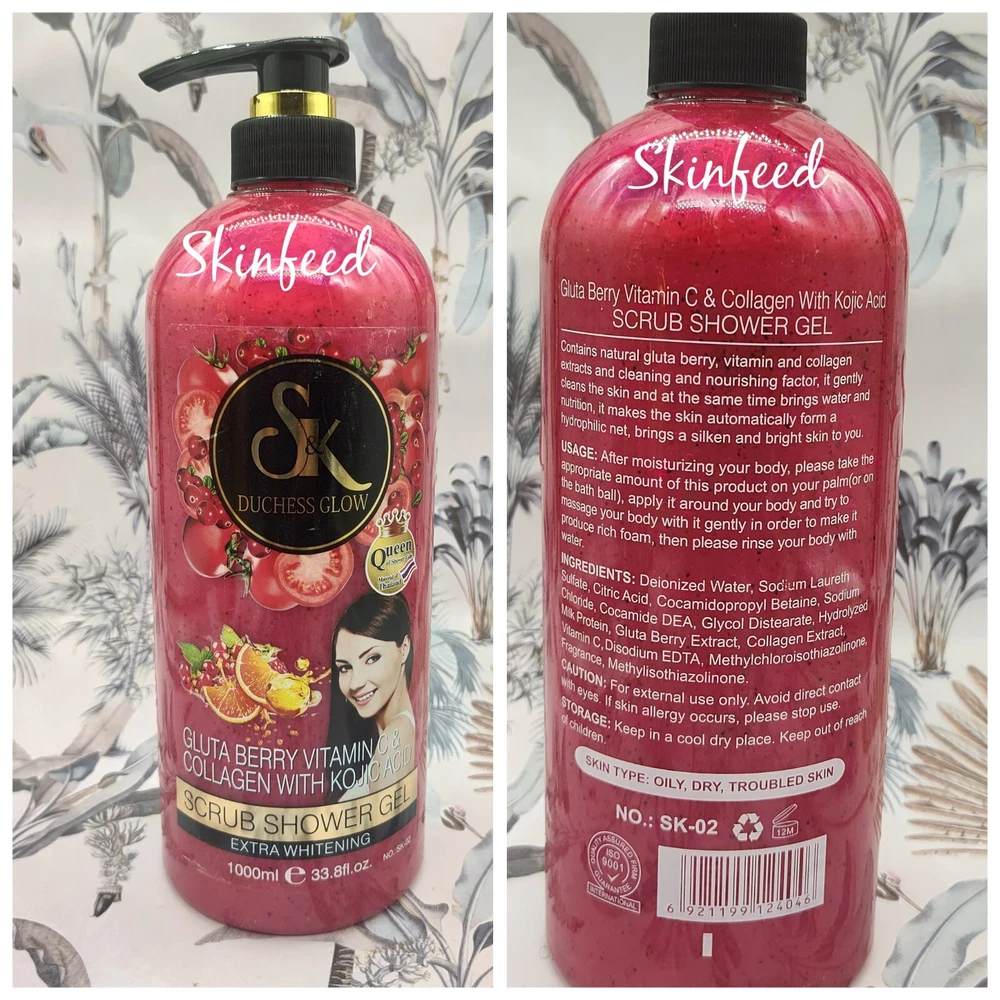 Skinfeed
S&K
DUCHESS GLOW
Queen
of Shower Gel
Thailand
GLUTA BERRY VITAMIN C &
COLLAGEN WITH KOJIC ACID
SCRUB SHOWER GEL
EXTRA WHITENING
1000ml e 33.8fl.oz.
NO.:SK-02
Skinfeed
Gluta Berry Vitamin C & Collagen With Kojic Acid
SCRUB SHOWER GEL
Contains natural gluta berry, vitamin and collagen
extracts and cleaning and nourishing factor, it gently
cleans the skin and at the same time brings water and
nutrition, it makes the skin automatically form a
hydrophilic net, brings a silken and bright skin to you.
USAGE: After moisturizing your body, please take the
appropriate amount of this product on your palm(or on
the bath ball), apply it around your body and try to
massage your body with it gently in order to make it
produce rich foam, then please rinse your body with
water.
INGREDIENTS: Deionized Water, Sodium Laureth
Sulfate, Citric Acid, Cocamidopropyl Betaine, Sodium
Chloride, Cocamide DEA, Glycol Distearate, Hydrolyzed
Milk Protein, Gluta Berry Extract, Collagen Extract,
Vitamin C, Disodium EDTA, Methylchloroisothiazolinone,
Fragrance, Methylisothiazolinone.
CAUTION: For external use only. Avoid direct contact
with eyes. If skin allergy occurs, please stop use.
STORAGE: Keep in a cool dry place. Keep out of reach
of children.
SKIN TYPE: OILY, DRY, TROUBLED SKIN
NO.: SK-02
12M
QUALITY ASSURED FIRM
ISO
9001
GUARANTEE
INTERNATIONAL
6 921199 124046